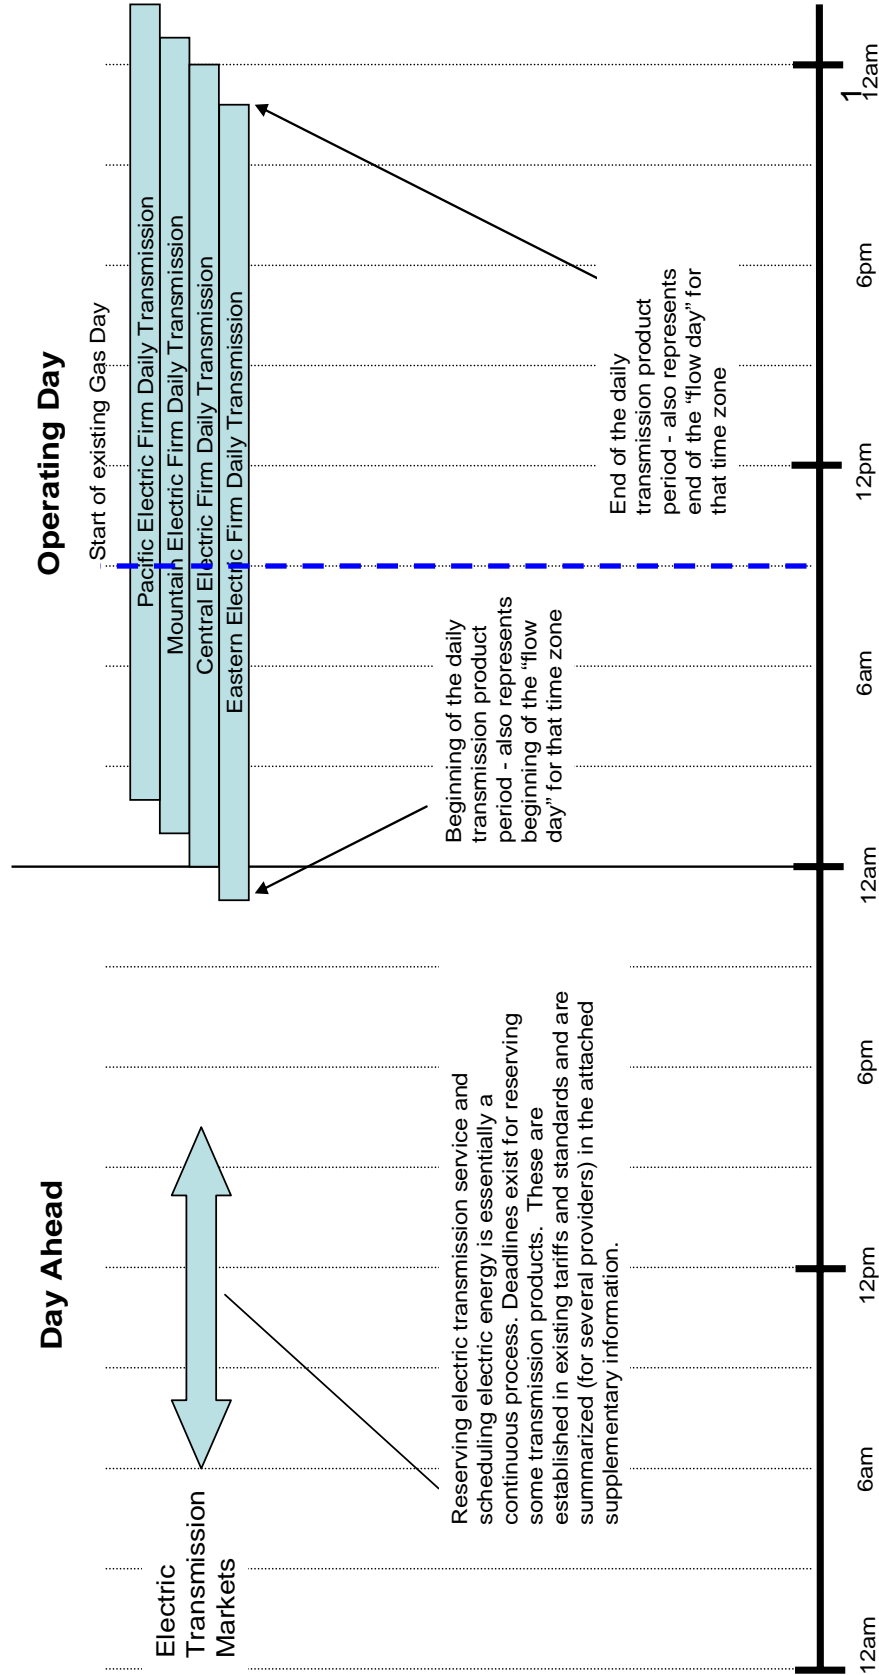 Day Ahead
Operating Day
Start of existing Gas Day
Pacific Electric Firm Daily Transmission
Mountain Electric Firm Daily Transmission
Central Electric Firm Daily Transmission
Eastern Electric Firm Daily Transmission
Electric
Transmission
Markets
Reserving electric transmission service and
scheduling electric energy is essentially a
continuous process. Deadlines exist for reserving
some transmission products.  These are
established in existing tariffs and standards and are
summarized (for several providers) in the attached
supplementary information.
Beginning of the daily
transmission product
period - also represents
beginning of the “flow
day” for that time zone
End of the daily
transmission product
period - also represents
end of the “flow day” for
that time zone
12am
6am
12pm
6pm
12am
6am
12pm
6pm
12am
1